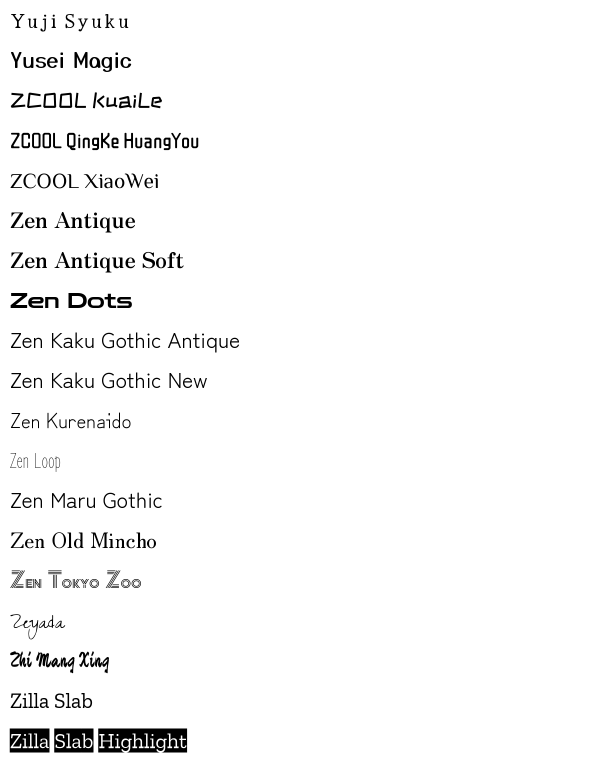 Yuji Syuku
Yusei Magic
ZCOOL KuaiLe
ZCOOL QingKe HuangYou
ZCOOL XiaoWei
Zen Antique
Zen Antique Soft
Zen Dots
Zen Kaku Gothic Antique
Zen Kaku Gothic New
Zen Kurenaido
Zen Loop
Zen Maru Gothic
Zen Old Mincho
Zen Tokyo Zoo
Zeyada
Zhi Mang Xing
Zilla Slab
Zilla Slab Highlight